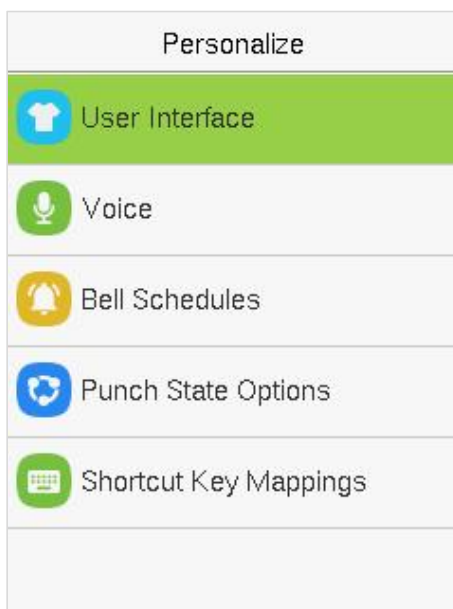 Personalize
User Interface
Voice
Bell Schedules
Punch State Options
Shortcut Key Mappings